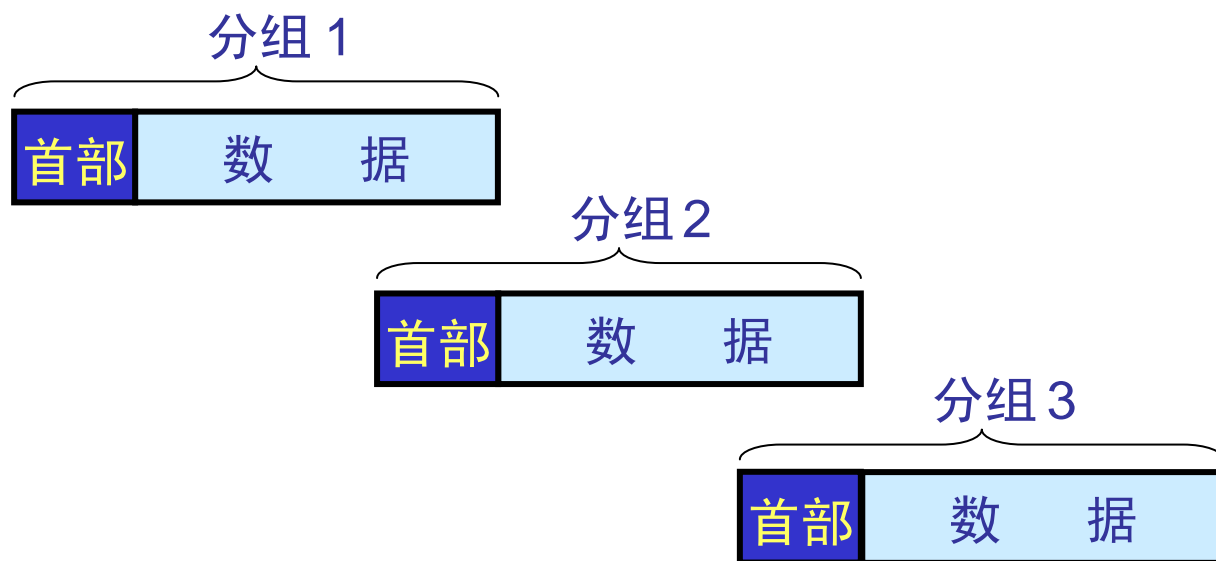 分组 1
首部 数 据
分组 2
首部 数 据
分组 3
首部 数 据